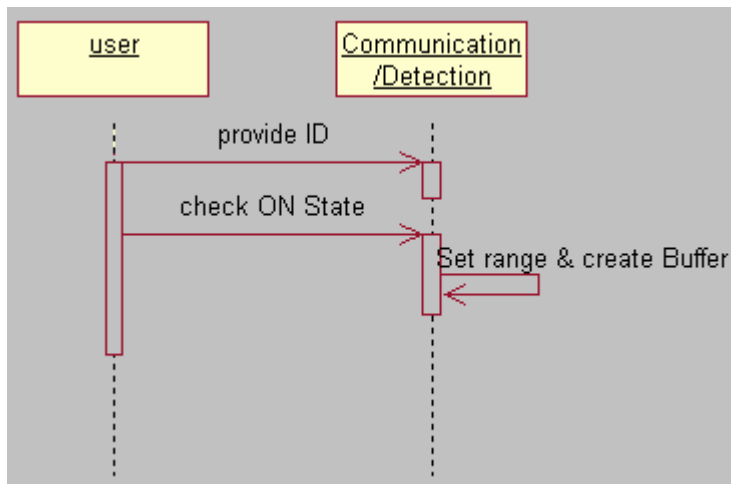 user
Communication
/Detection
provide ID
check ON State
Set range & create Buffer